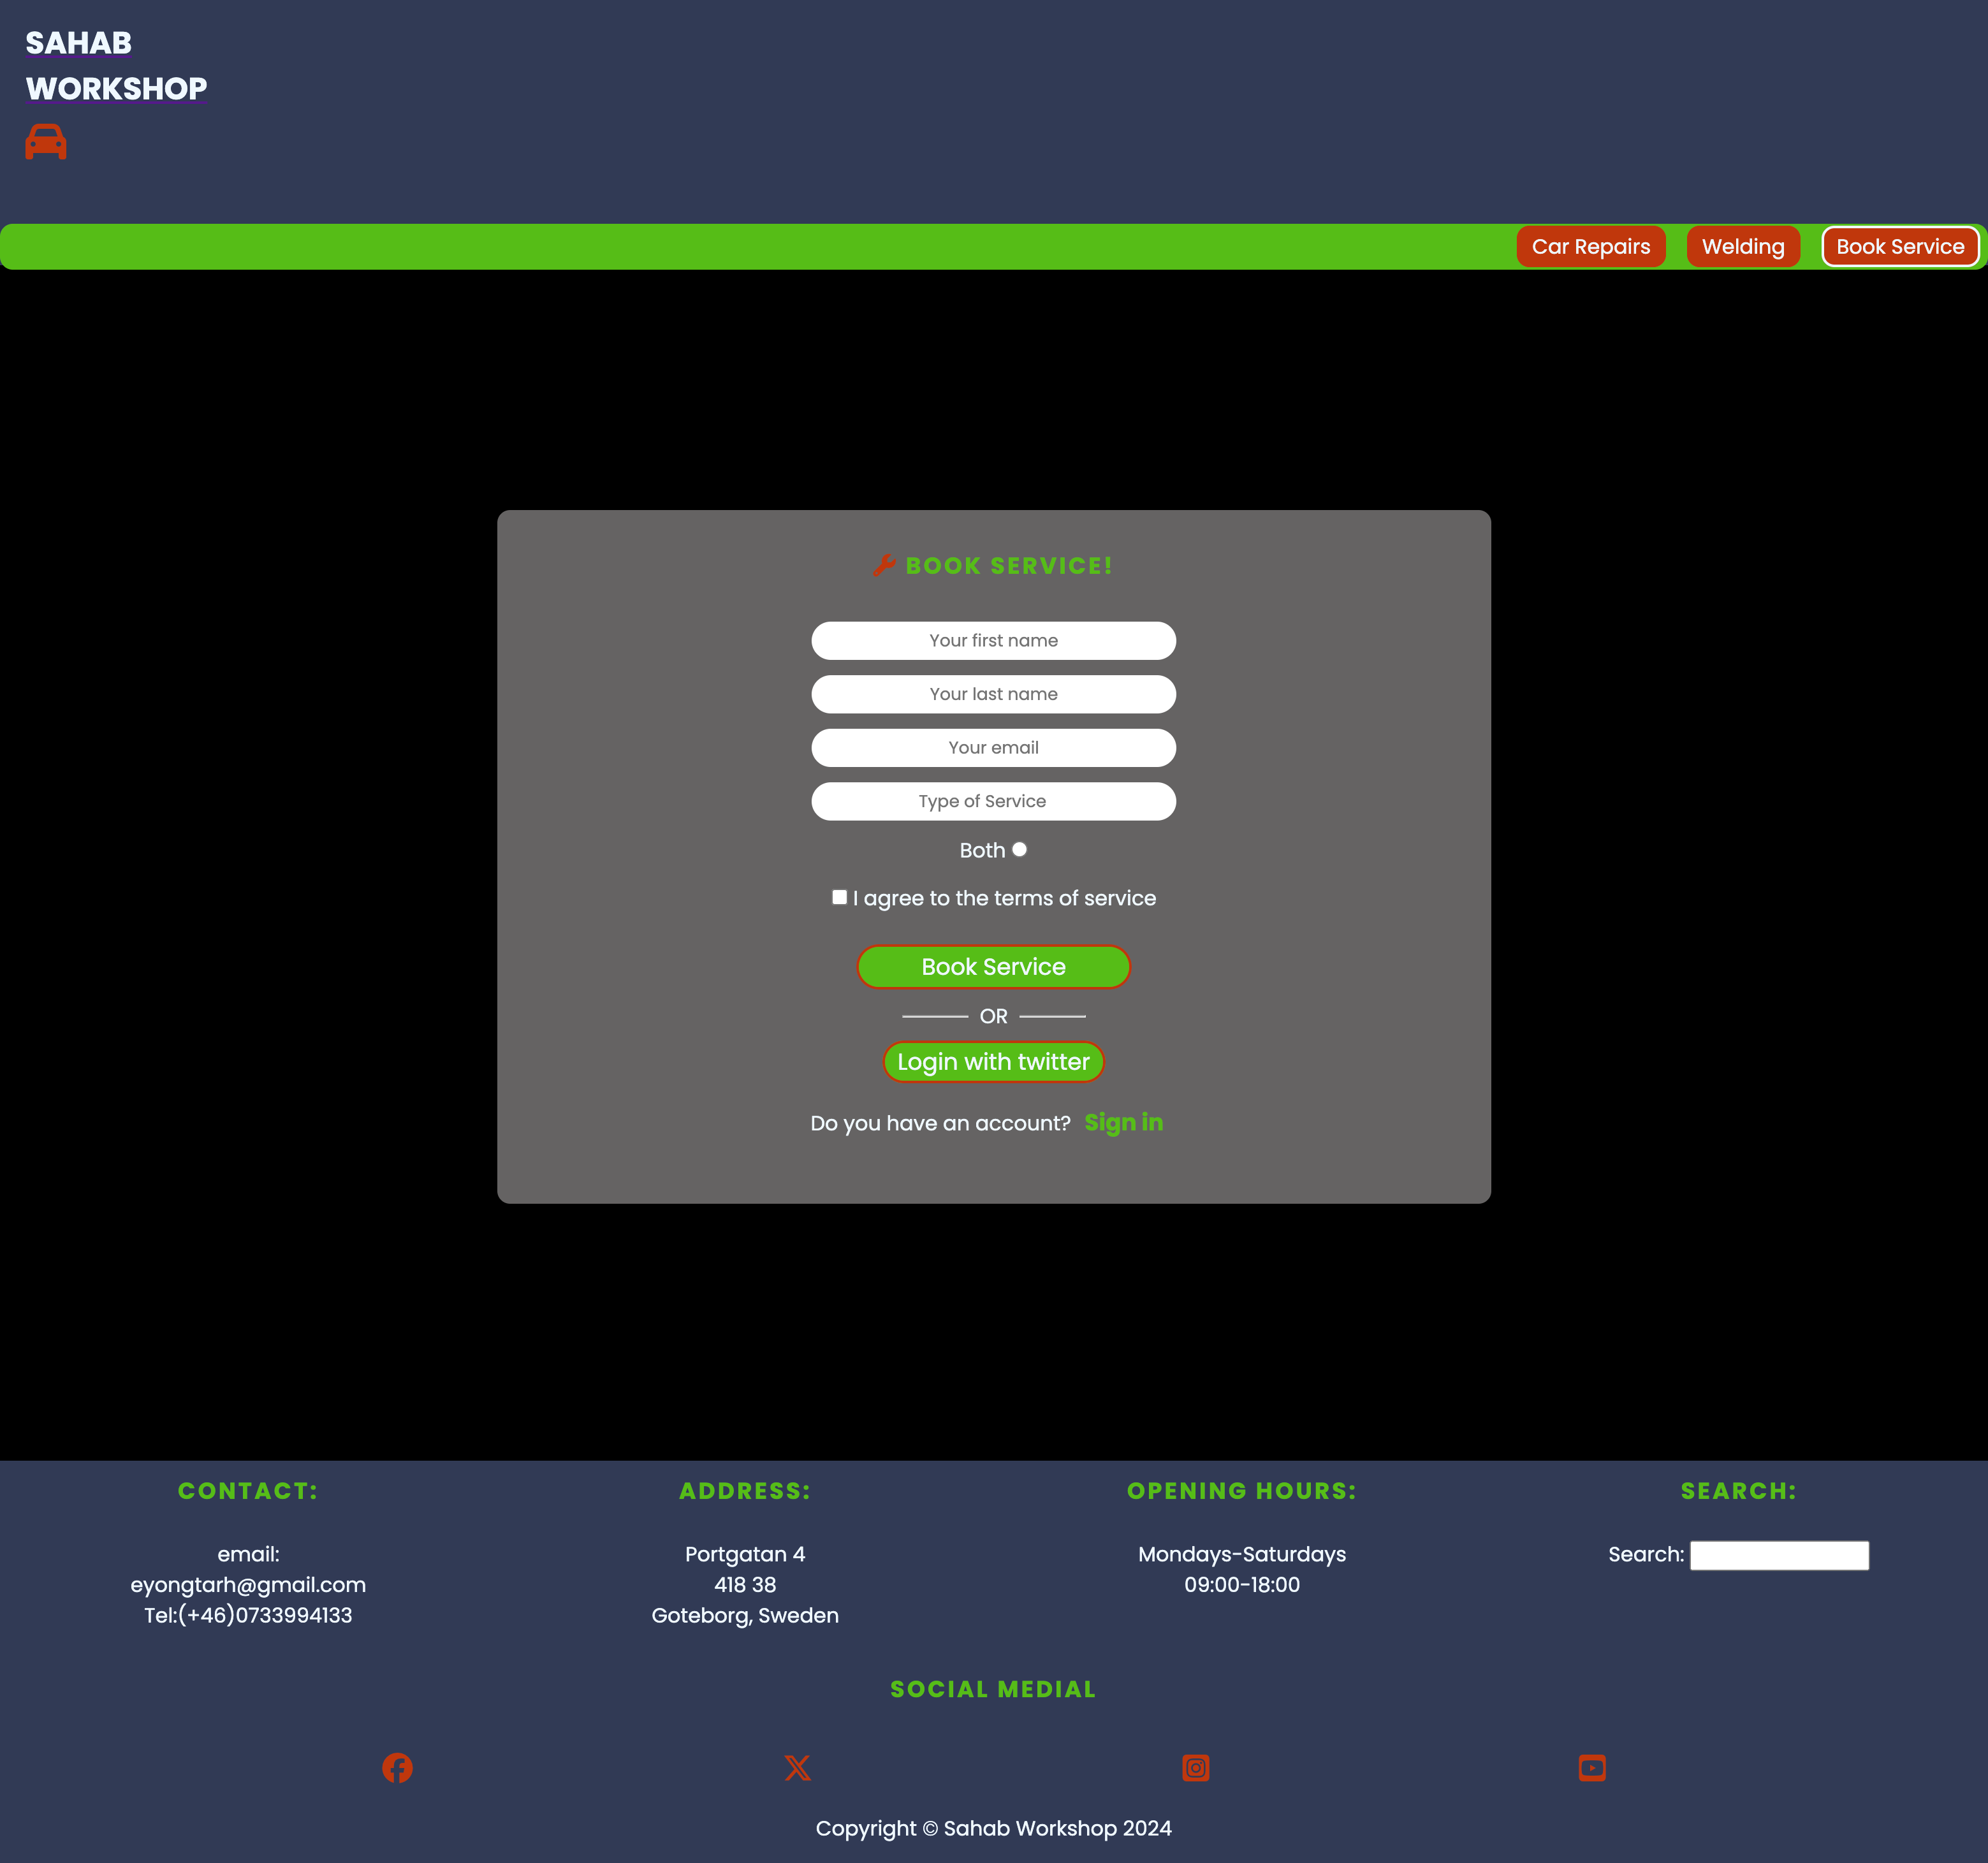 SAHAB
WORKSHOP
Car Repairs
Welding
Book Service
BOOK SERVICE!
Your first name
Your last name
Your email
Type of Service
Both
I agree to the terms of service
Book Service
OR
Login with twitter
Do you have an account? Sign in
CONTACT:
email:
eyongtarh@gmail.com
Tel:(+46)0733994133
ADDRESS:
Portgatan 4
418 38
Goteborg, Sweden
OPENING HOURS:
Mondays-Saturdays
09:00-18:00
SEARCH:
Search:
SOCIAL MEDIAL
Copyright © Sahab Workshop 2024